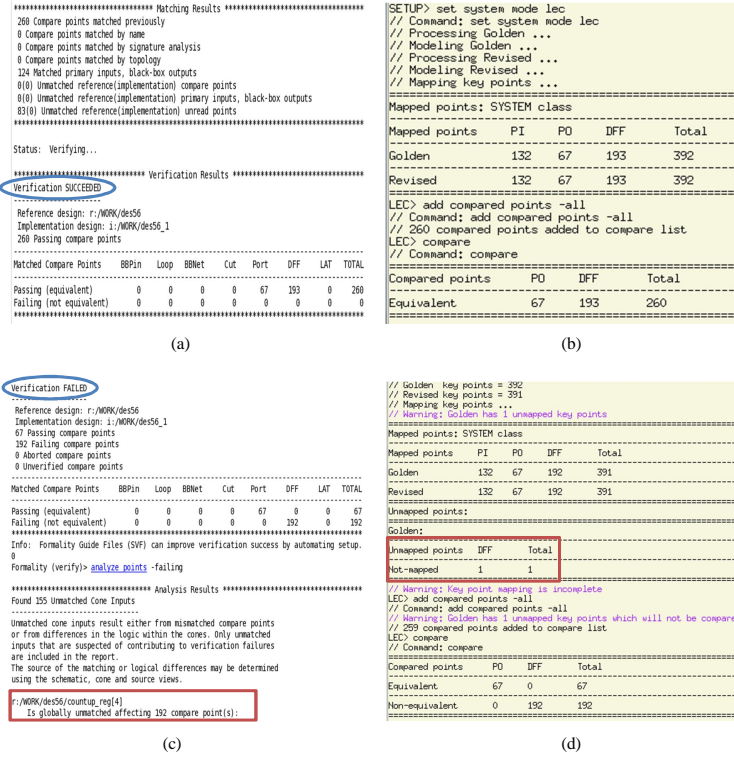 ******************************** Matching Results ********************************
260 Compare points matched previously
0 Compare points matched by name
0 Compare points matched by signature analysis
0 Compare points matched by topology
124 Matched primary inputs, black-box outputs
0(0) Unmatched reference(implementation) compare points
0(0) Unmatched reference(implementation) primary inputs, black-box outputs
83(0) Unmatched reference(implementation) unread points
**********************************************************************************
Status: Verifying...
******************************* Verification Results *******************************
Verification SUCCEEDED
---------------------
Reference design: r:/WORK/des56
Implementation design: i:/WORK/des56_1
260 Passing compare points
----------------------------------------------------------------------------------
Matched Compare Points BBPin Loop BBNet Cut Port DFF LAT TOTAL
----------------------------------------------------------------------------------
Passing (equivalent) 0 0 0 0 67 193 0 260
Failing (not equivalent) 0 0 0 0 0 0 0 0
**********************************************************************************
(a)
SETUP> set system mode lec
// Command: set system mode lec
// Processing Golden ...
// Modeling Golden ...
// Processing Revised ...
// Modeling Revised ...
// Mapping key points ...
================================================================
Mapped points: SYSTEM class
----------------------------------------------------------------
Mapped points PI PO DFF Total
----------------------------------------------------------------
Golden 132 67 193 392
----------------------------------------------------------------
Revised 132 67 193 392
================================================================
LEC> add compared points -all
// Command: add compared points -all
// 260 compared points added to compare list
LEC> compare
// Command: compare
================================================================
Compared points PO DFF Total
----------------------------------------------------------------
Equivalent 67 193 260
================================================================
(b)
Verification FAILED
---------------------
Reference design: r:/WORK/des56
Implementation design: i:/WORK/des56_1
67 Passing compare points
192 Failing compare points
0 Aborted compare points
0 Unverified compare points
----------------------------------------------------------------------------------
Matched Compare Points BBPin Loop BBNet Cut Port DFF LAT TOTAL
----------------------------------------------------------------------------------
Passing (equivalent) 0 0 0 0 67 0 0 67
Failing (not equivalent) 0 0 0 0 0 192 0 192
**********************************************************************************
Info: Formality Guide Files (SVF) can improve verification success by automating setup.
0
Formality (verify)> analyze_points -failing
******************************** Analysis Results ********************************
Found 155 Unmatched Cone Inputs
--------------------------------
Unmatched cone inputs result either from mismatched compare points
or from differences in the logic within the cones. Only unmatched
inputs that are suspected of contributing to verification failures
are included in the report.
The source of the matching or logical differences may be determined
using the schematic, cone and source views.
r:/WORK/des56/countup_reg[4]
Is globally unmatched affecting 192 compare point(s):
(c)
// Golden key points = 392
// Revised key points = 391
// Mapping key points ...
// Warning: Golden has 1 unmapped key points
================================================================
Mapped points: SYSTEM class
----------------------------------------------------------------
Mapped points PI PO DFF Total
----------------------------------------------------------------
Golden 132 67 192 391
----------------------------------------------------------------
Revised 132 67 192 391
================================================================
Unmapped points:
================================================================
Golden:
----------------------------------------------------------------
Unmapped points DFF Total
----------------------------------------------------------------
Not-mapped 1 1
================================================================
// Warning: Key point mapping is incomplete
LEC> add compared points -all
// Command: add compared points -all
// Warning: Golden has 1 unmapped key points which will not be compare
// 259 compared points added to compare list
LEC> compare
// Command: compare
================================================================
Compared points PO DFF Total
----------------------------------------------------------------
Equivalent 67 0 67
----------------------------------------------------------------
Non-equivalent 0 192 192
================================================================
(d)